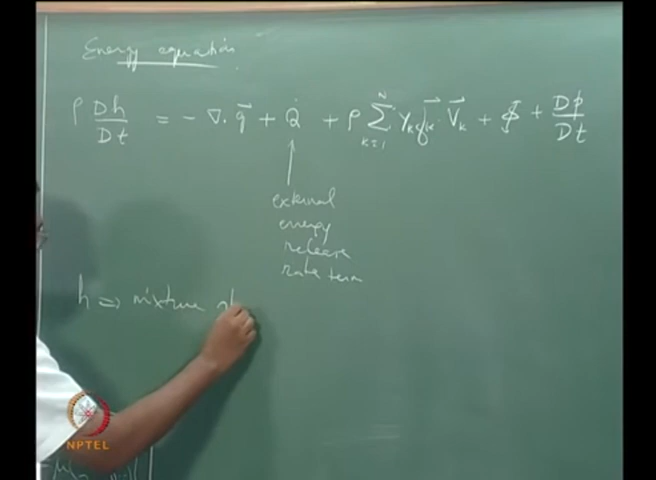 Energy equation
ρ Dh/Dt = - ∇. q⃗ + Q̇ + ρ Σ_{k=1}^{N} Y_k f⃗_k . V⃗_k + Φ + Dp/Dt
external
energy
release
rate term
h ⇒ mixture
NPTEL